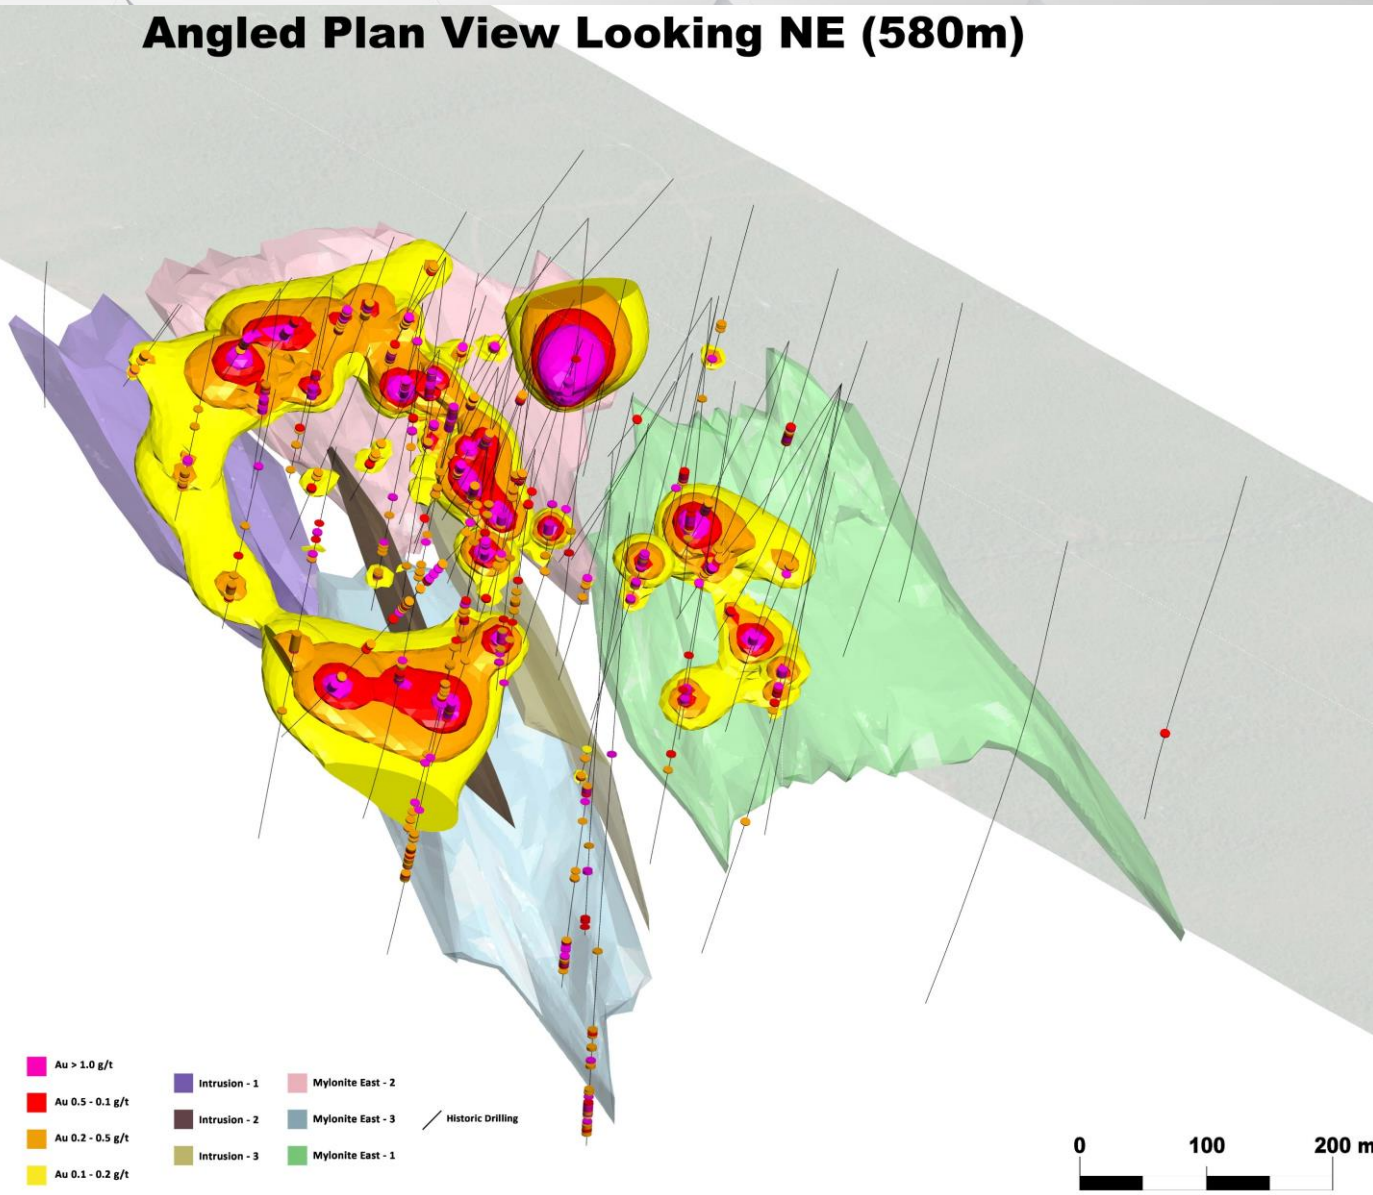 Angled Plan View Looking NE (580m)
Au > 1.0 g/t
Au 0.5 - 0.1 g/t
Au 0.2 - 0.5 g/t
Au 0.1 - 0.2 g/t
Intrusion - 1
Intrusion - 2
Intrusion - 3
Mylonite East - 2
Mylonite East - 3
Mylonite East - 1
Historic Drilling
0 100 200 m